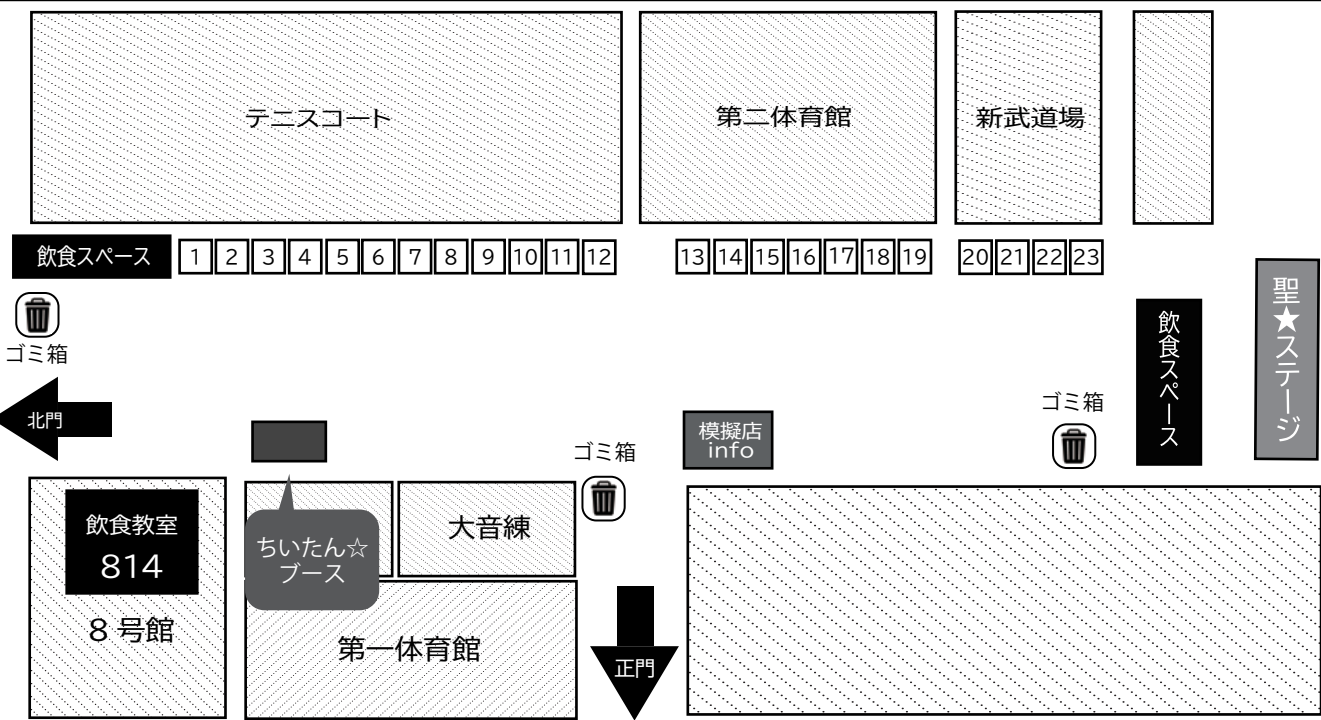 テニスコート
第二体育館
新武道場
飲食スペース
1 2 3 4 5 6 7 8 9 10 11 12
13 14 15 16 17 18 19
20 21 22 23
ゴミ箱
北門
聖★ステージ
飲食スペース
ゴミ箱
模擬店
info
ゴミ箱
飲食教室
814
8号館
ちいたん☆
ブース
大音練
第一体育館
正門